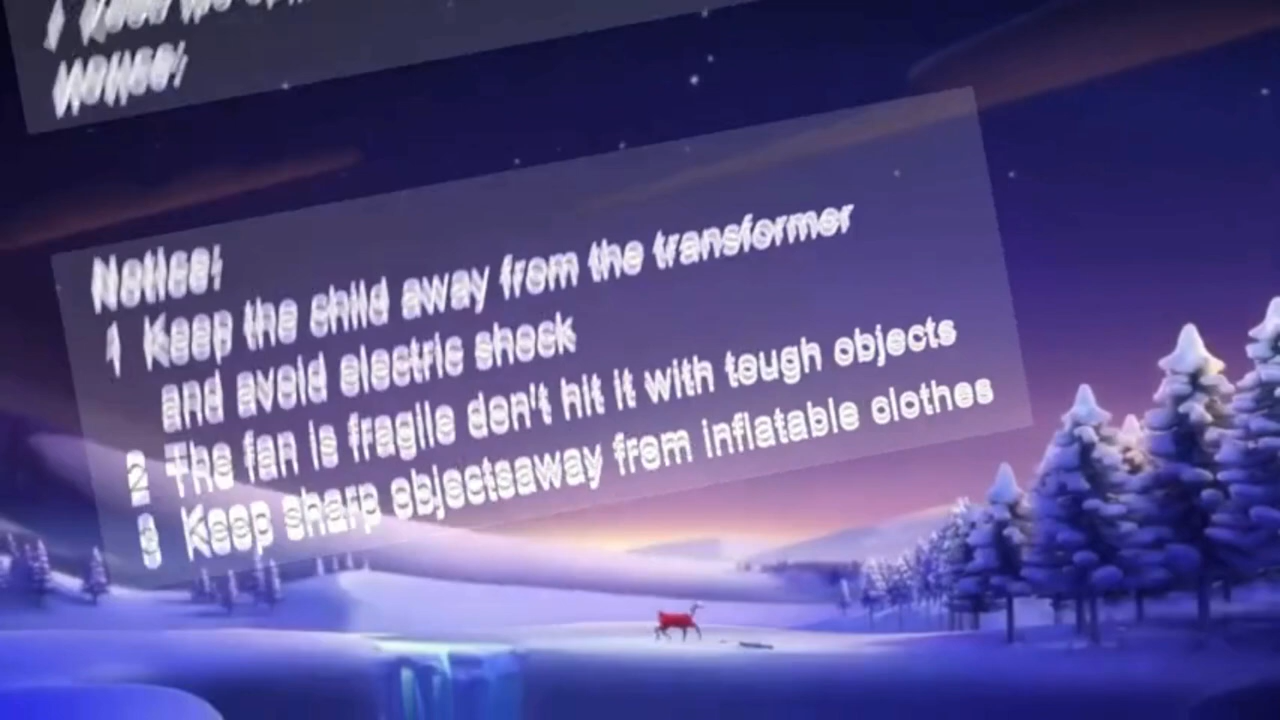 Notice:
Notice:
1 Keep the child away from the transformer
and avoid electric shock
2 The fan is fragile don't hit it with tough objects
3 Keep sharp objectsaway from inflatable clothes